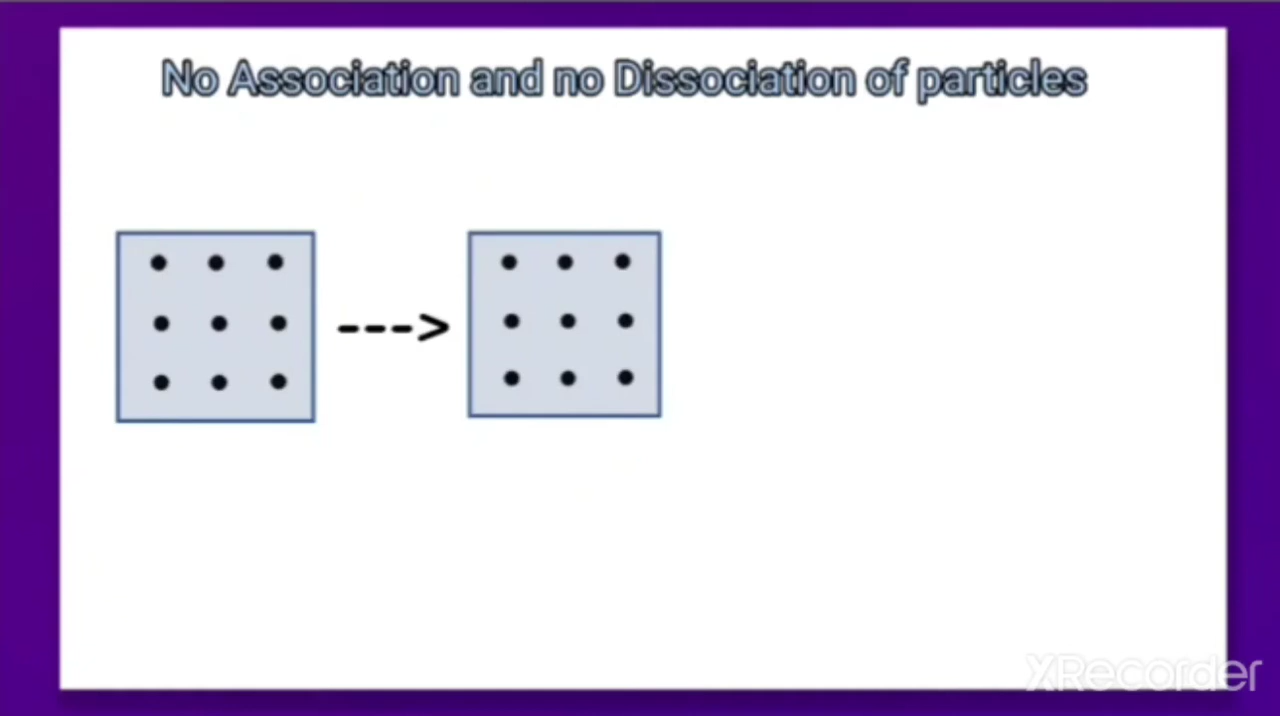 No Association and no Dissociation of particles
--->
XRecorder